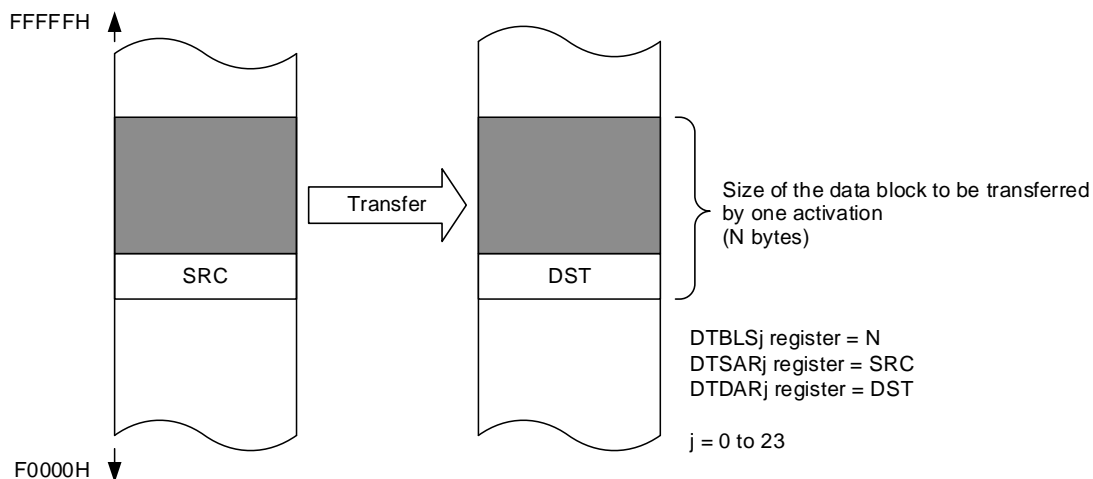 FFFFFH
Transfer
Size of the data block to be transferred
by one activation
(N bytes)
SRC
DST
DTBLSj register = N
DTSARj register = SRC
DTDARj register = DST
j = 0 to 23
F0000H